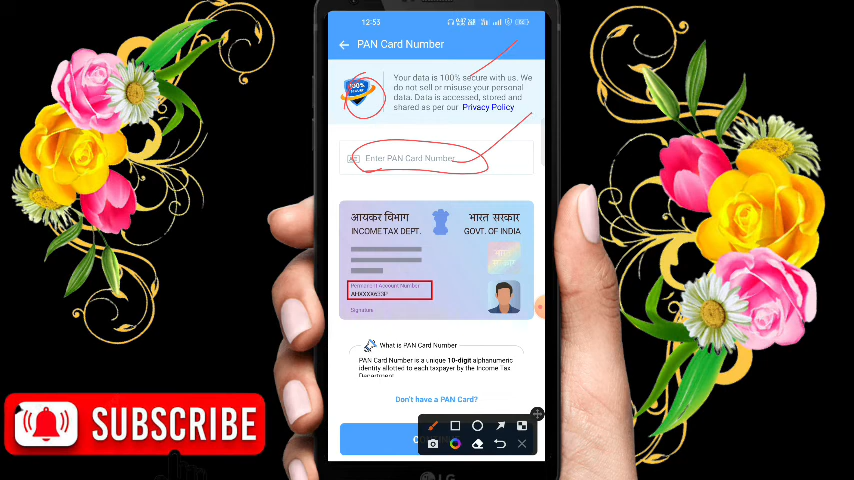 12:53
PAN Card Number
Your data is 100% secure with us. We
do not sell or misuse your personal
data. Data is accessed, stored and
shared as per our Privacy Policy
100%
Enter PAN Card Number
आयकर विभाग
INCOME TAX DEPT.
भारत सरकार
GOVT. OF INDIA
भारत
सरकार
Permanent Account Number
Signature
What is PAN Card Number
PAN Card Number is a unique 10-digit alphanumeric
identity allotted to each taxpayer by the Income Tax
Department
Don't have a PAN Card?
SUBSCRIBE
LG